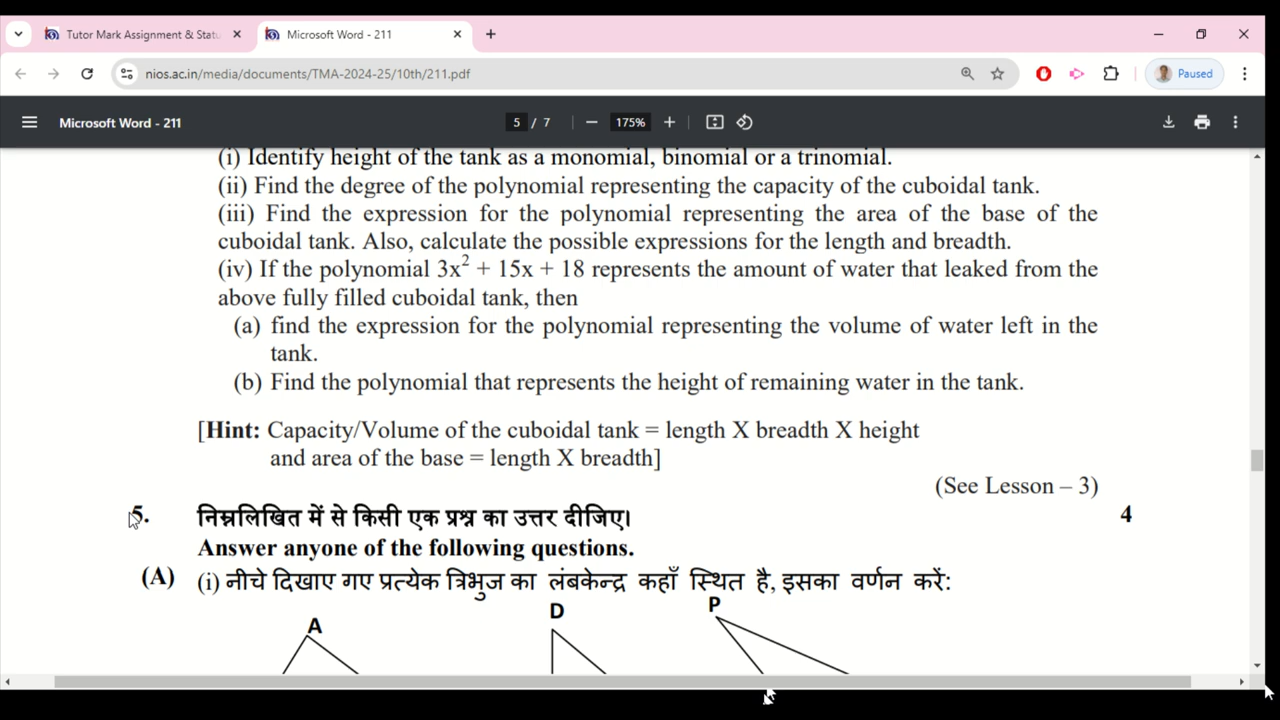 Tutor Mark Assignment & Statu
Microsoft Word - 211
nios.ac.in/media/documents/TMA-2024-25/10th/211.pdf
Paused
Microsoft Word - 211
5 / 7
175%
(i) Identify height of the tank as a monomial, binomial or a trinomial.
(ii) Find the degree of the polynomial representing the capacity of the cuboidal tank.
(iii) Find the expression for the polynomial representing the area of the base of the
cuboidal tank. Also, calculate the possible expressions for the length and breadth.
(iv) If the polynomial 3x² + 15x + 18 represents the amount of water that leaked from the
above fully filled cuboidal tank, then
(a) find the expression for the polynomial representing the volume of water left in the
tank.
(b) Find the polynomial that represents the height of remaining water in the tank.
[Hint: Capacity/Volume of the cuboidal tank = length X breadth X height
and area of the base = length X breadth]
(See Lesson – 3)
5. निम्नलिखित में से किसी एक प्रश्न का उत्तर दीजिए। 4
Answer anyone of the following questions.
(A) (i) नीचे दिखाए गए प्रत्येक त्रिभुज का लंबकेन्द्र कहाँ स्थित है, इसका वर्णन करें:
A D P